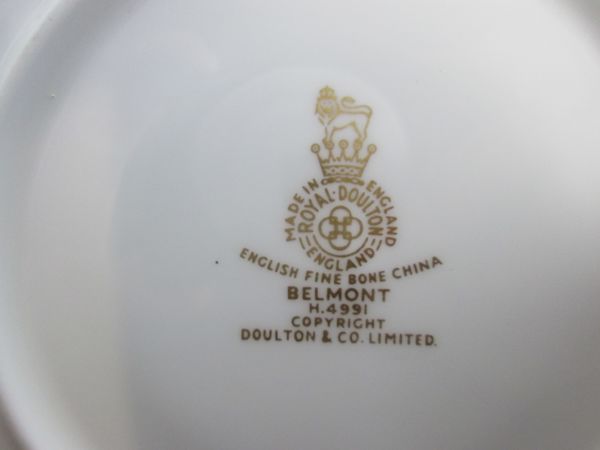 MADE IN ENGLAND
ROYAL·DOULTON
ENGLAND
ENGLISH FINE BONE CHINA
BELMONT
H.4991
COPYRIGHT
DOULTON & CO. LIMITED.